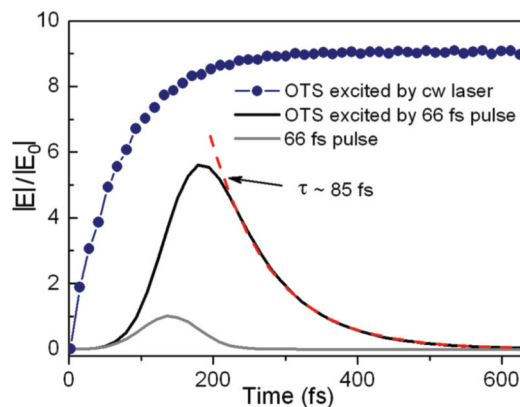 10
8
6
4
2
0
|E|/|E₀|
OTS excited by cw laser
OTS excited by 66 fs pulse
66 fs pulse
τ ~ 85 fs
0 200 400 600
Time (fs)